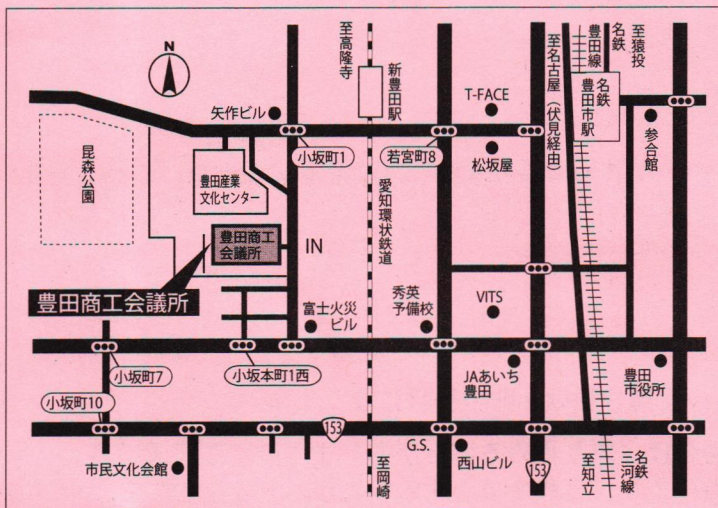 N
至高隆寺
新豊田駅
至名古屋（伏見経由）
名鉄
豊田線
至猿投
名鉄
豊田市駅
矢作ビル
T-FACE
小坂町1
若宮町8
松坂屋
参合館
昆森公園
豊田産業
文化センター
愛知環状鉄道
豊田商工
会議所
IN
豊田商工会議所
富士火災
ビル
秀英
予備校
VITS
小坂町7
小坂本町1西
JAあいち
豊田
豊田
市役所
小坂町10
153
G.S.
西山ビル
153
市民文化会館
至岡崎
至知立
名鉄
三河線